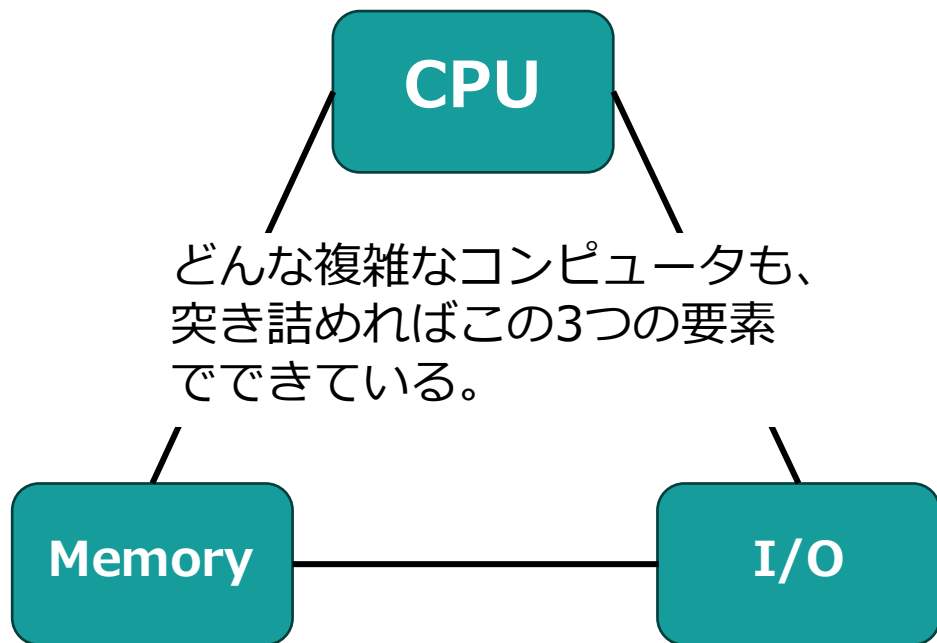 CPU
どんな複雑なコンピュータも、
突き詰めればこの3つの要素
でできている。
Memory
I/O